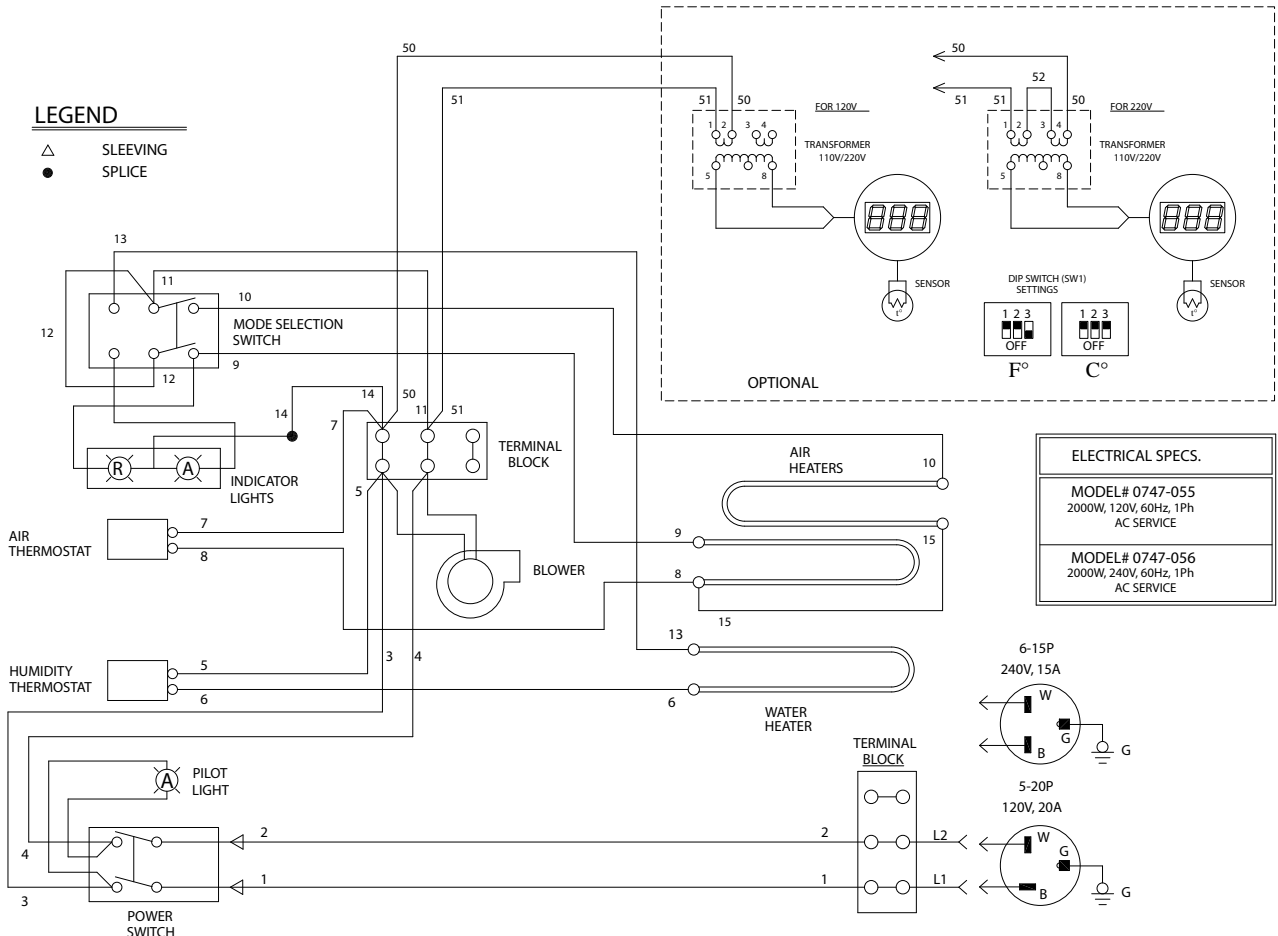 50
50
52
51
51
50
51
51
50
FOR 120V
FOR 220V
1 2 3 4
1 2 3 4
TRANSFORMER
110V/220V
TRANSFORMER
110V/220V
5 8
5 8
LEGEND
SLEEVING
SPLICE
888
888
SENSOR
SENSOR
t°
t°
DIP SWITCH (SW1)
SETTINGS
1 2 3
OFF
F°
1 2 3
OFF
C°
OPTIONAL
13
11
10
12
MODE SELECTION
SWITCH
12
9
14
14
50
11
51
7
TERMINAL
BLOCK
R
A
INDICATOR
LIGHTS
5
AIR
THERMOSTAT
7
8
BLOWER
AIR
HEATERS
10
9
15
8
15
ELECTRICAL SPECS.
MODEL# 0747-055
2000W, 120V, 60Hz, 1Ph
AC SERVICE
MODEL# 0747-056
2000W, 240V, 60Hz, 1Ph
AC SERVICE
3
4
13
HUMIDITY
THERMOSTAT
5
6
6
WATER
HEATER
6-15P
240V, 15A
W
G
B
G
TERMINAL
BLOCK
A
PILOT
LIGHT
5-20P
120V, 20A
2
2
L2
W
G
B
G
4
1
1
L1
3
POWER
SWITCH